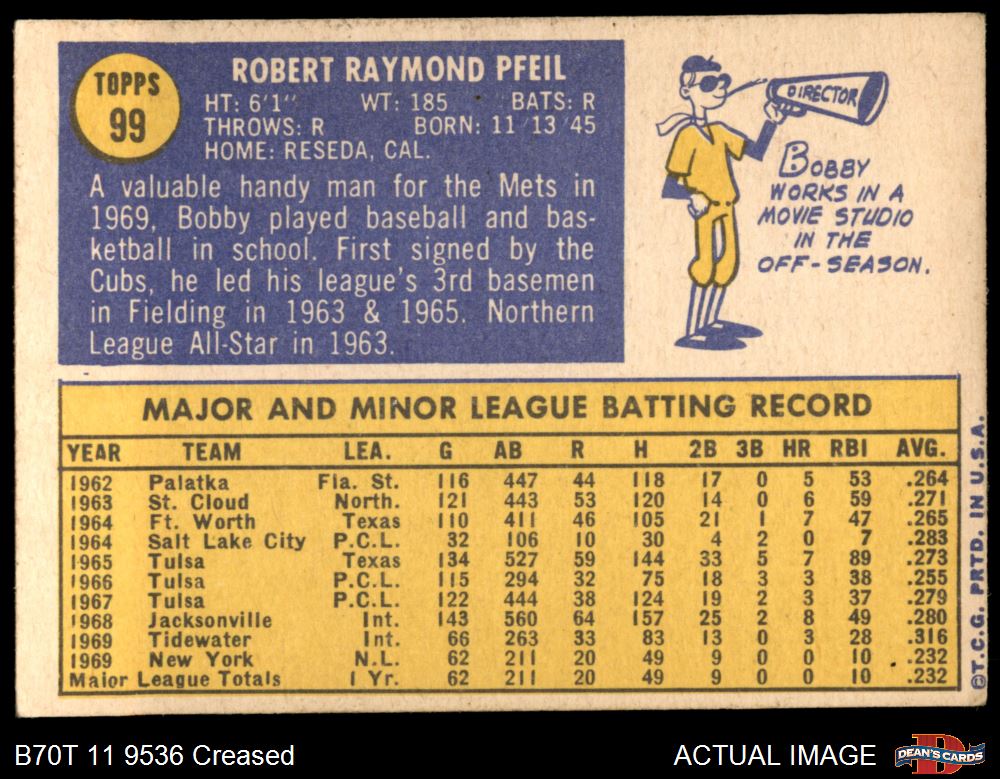 TOPPS
99
ROBERT RAYMOND PFEIL
HT: 6'1" WT: 185 BATS: R
THROWS: R BORN: 11 13 45
HOME: RESEDA, CAL.
A valuable handy man for the Mets in
1969, Bobby played baseball and bas-
ketball in school. First signed by the
Cubs, he led his league's 3rd basemen
in Fielding in 1963 & 1965. Northern
League All-Star in 1963.
DIRECTOR
BOBBY
WORKS IN A
MOVIE STUDIO
IN THE
OFF-SEASON.
MAJOR AND MINOR LEAGUE BATTING RECORD
YEAR TEAM LEA. G AB R H 2B 3B HR RBI AVG.
1962 Palatka Fla. St. 116 447 44 118 17 0 5 53 .264
1963 St. Cloud North. 121 443 53 120 14 0 6 59 .271
1964 Ft. Worth Texas 110 411 46 105 21 1 7 47 .265
1964 Salt Lake City P.C.L. 32 106 10 30 4 2 0 7 .283
1965 Tulsa Texas 134 527 59 144 33 5 7 89 .273
1966 Tulsa P.C.L. 115 294 32 75 18 3 3 38 .255
1967 Tulsa P.C.L. 122 444 38 124 19 2 3 37 .279
1968 Jacksonville Int. 143 560 64 157 25 2 8 49 .280
1969 Tidewater Int. 66 263 33 83 13 0 3 28 .316
1969 New York N.L. 62 211 20 49 9 0 0 10 .232
Major League Totals 1 Yr. 62 211 20 49 9 0 0 10 .232
©T.C.G. PRTD. IN U.S.A.
B70T 11 9536 Creased
ACTUAL IMAGE
DEAN'S CARDS